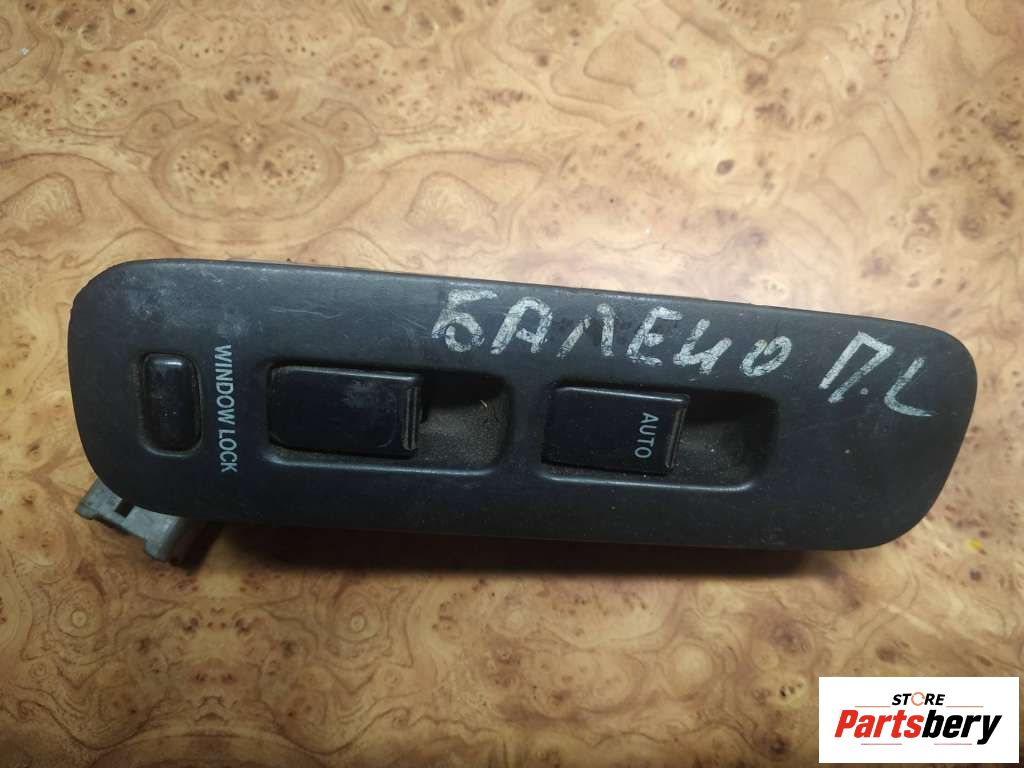 БАЛЕНО П.L
WINDOW LOCK
AUTO
STORE
Partsbery